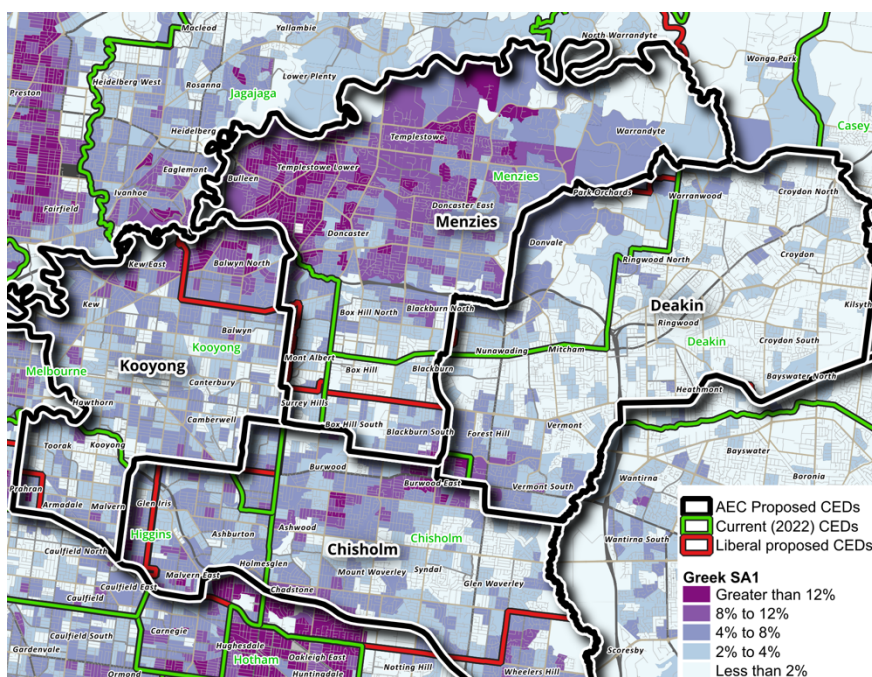 Macleod
Yallambie
North Warrandyte
Wonga Park
Heidelberg West
Rosanna
Lower Plenty
Preston
Jagajaga
Casey
Heidelberg
Templestowe
Warrandyte
Eaglemont
Templestowe Lower
Bulleen
Menzies
Ivanhoe
Park Orchards
Warranwood
Croydon North
Fairfield
Doncaster East
Menzies
Doncaster
Donvale
Kew East
Balwyn North
Ringwood North
Croydon
Kew
Box Hill North
Blackburn North
Deakin
Kilsyth
Ringwood
Balwyn
Kooyong
Mont Albert
Nunawading
Mitcham
Deakin
Croydon South
Kooyong
Box Hill
Blackburn
Melbourne
Canterbury
Heathmont
Bayswater North
Hawthorn
Surrey Hills
Camberwell
Box Hill South
Blackburn South
Forest Hill
Vermont
Toorak
Kooyong
Bayswater
Burwood
Burwood East
Wantirna
Boronia
Prahran
Vermont South
Armadale
Malvern
Glen Iris
Higgins
Ashburton
Ashwood
Chisholm
Chisholm
Wantirna South
Caulfield North
Holmesglen
Mount Waverley
Syndal
Glen Waverley
Malvern East
Caulfield East
Chadstone
Caulfield
Carnegie
Caulfield South
Hughesdale
Gardenvale
Hotham
Oakleigh East
Notting Hill
Scoresby
Ormond
Huntingdale
Wheelers Hill
AEC Proposed CEDs
Current (2022) CEDs
Liberal proposed CEDs
Greek SA1
Greater than 12%
8% to 12%
4% to 8%
2% to 4%
Less than 2%